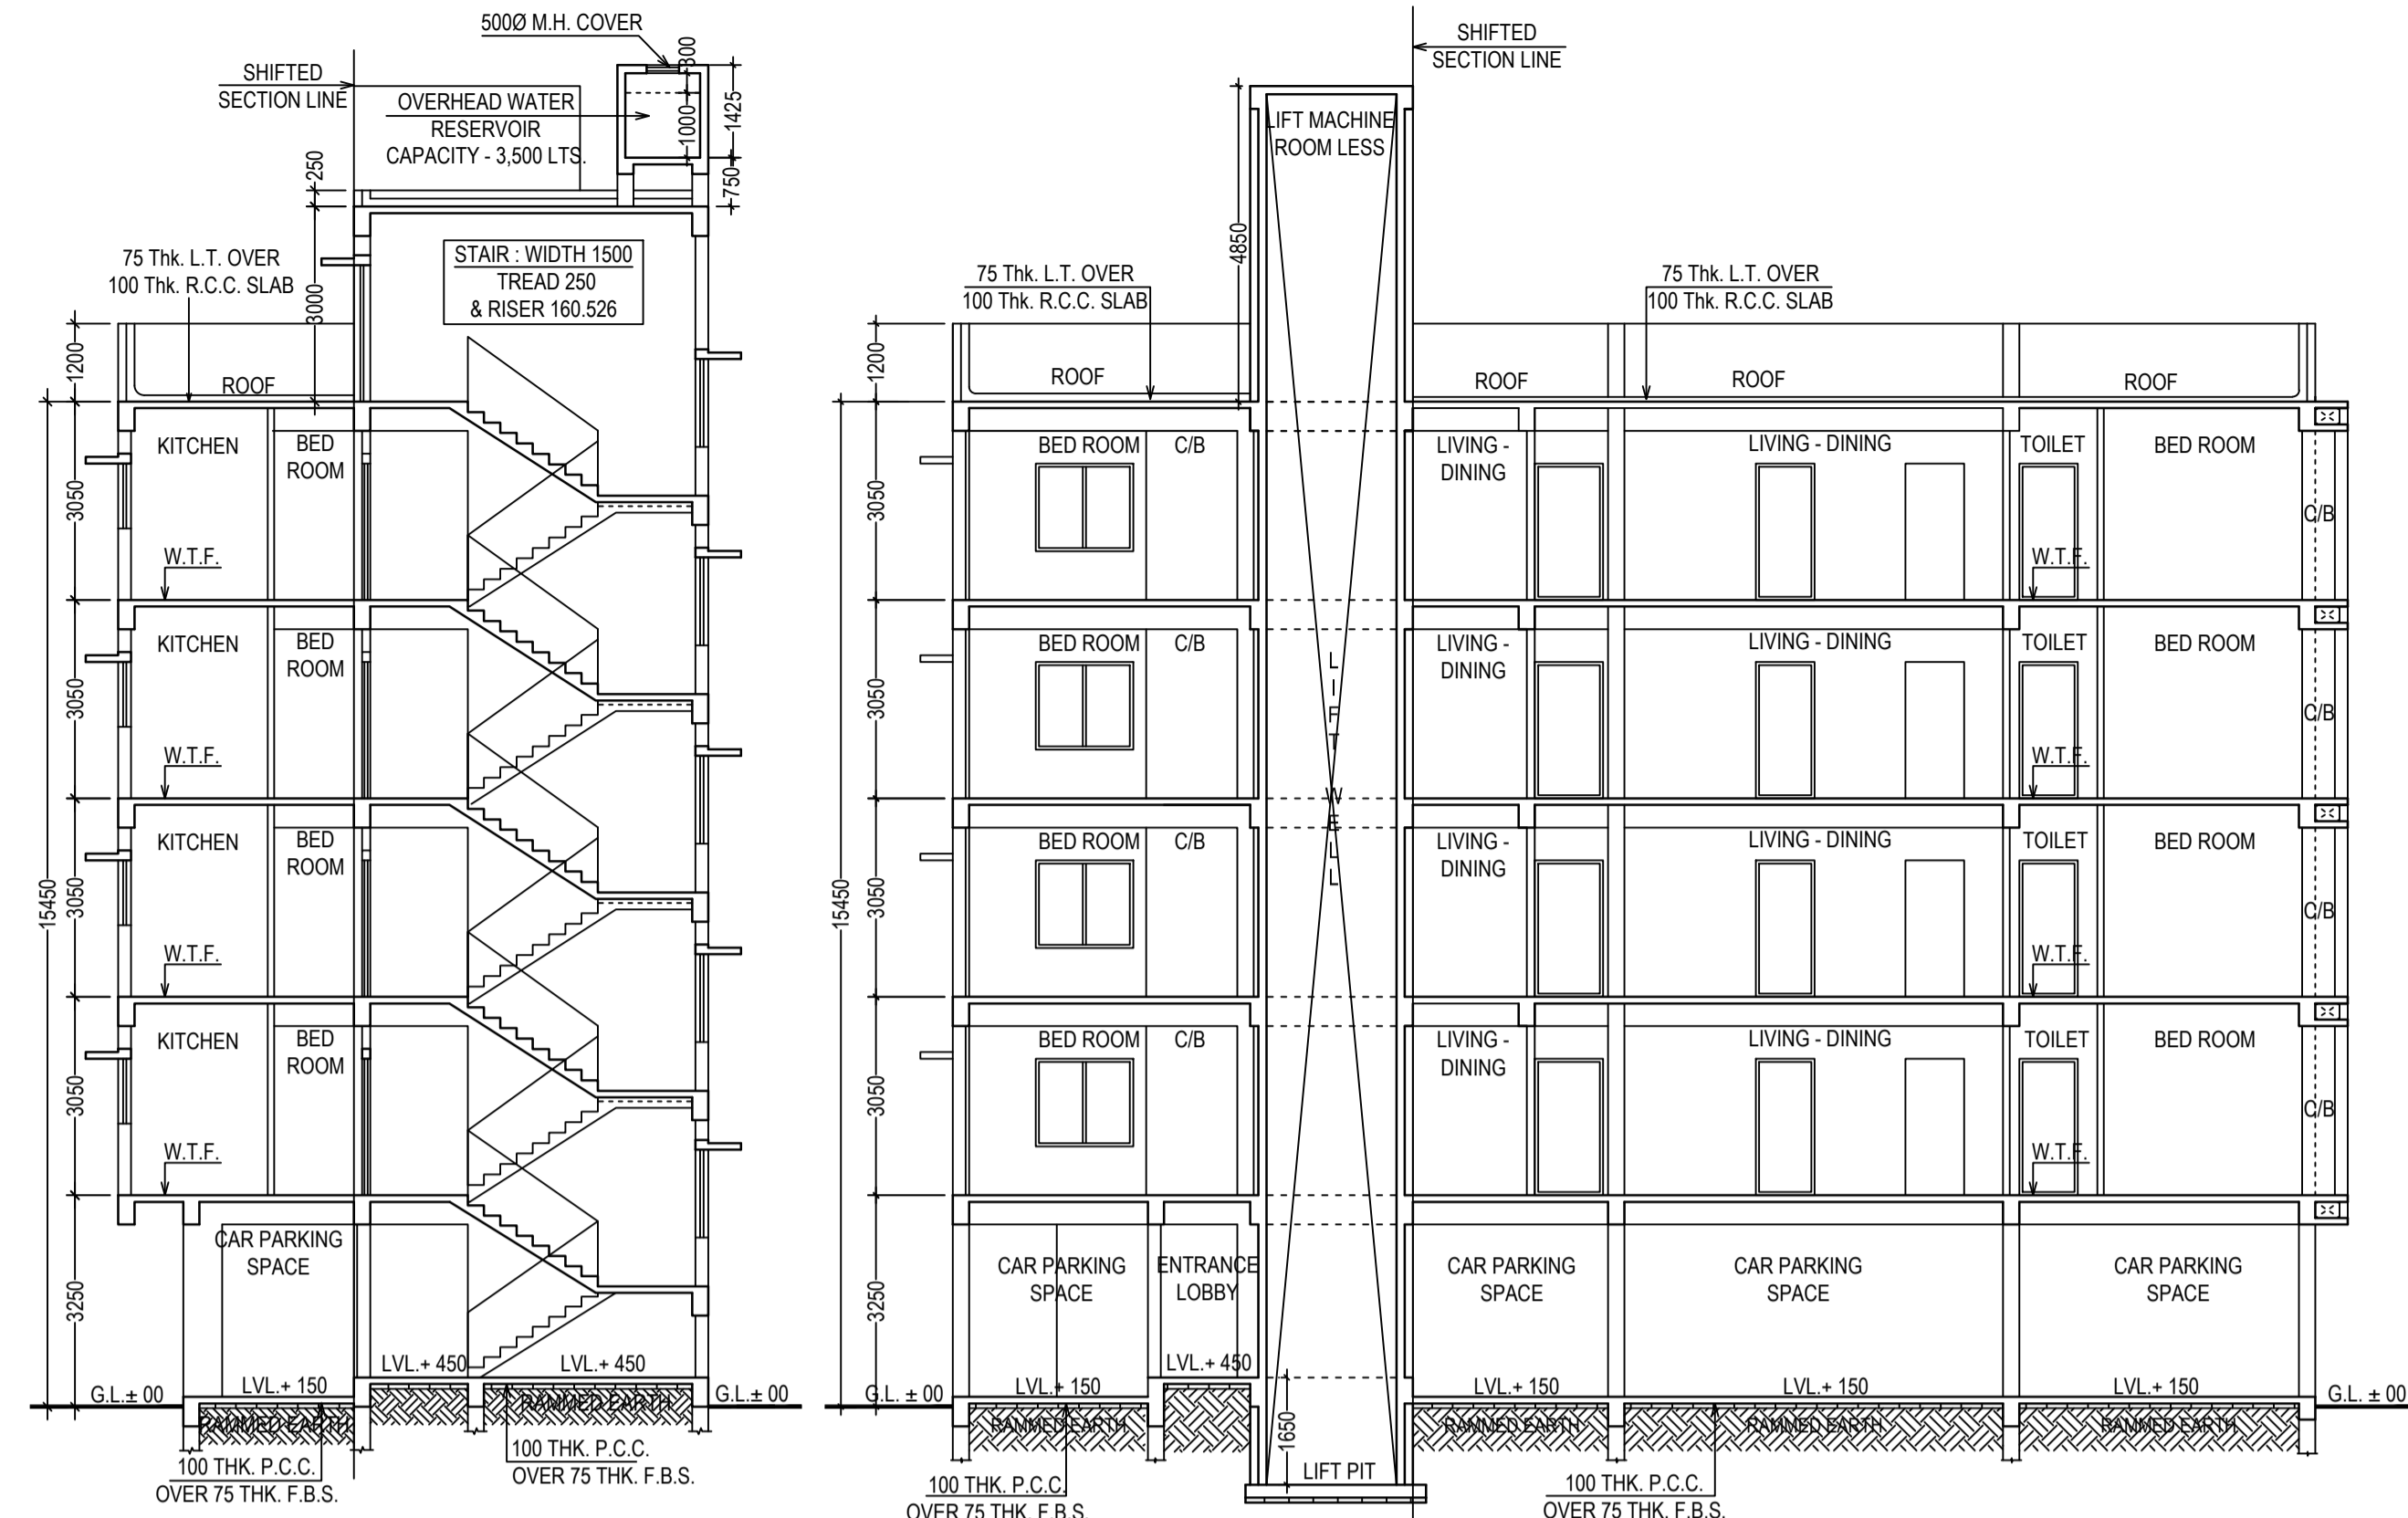 500Ø M.H. COVER
SHIFTED
SECTION LINE
OVERHEAD WATER
RESERVOIR
CAPACITY - 3,500 LTS.
300
1000
1425
750
250
3000
75 Thk. L.T. OVER
100 Thk. R.C.C. SLAB
STAIR : WIDTH 1500
TREAD 250
& RISER 160.526
1200
ROOF
15450
3050
KITCHEN
BED
ROOM
W.T.F.
3050
KITCHEN
BED
ROOM
W.T.F.
3050
KITCHEN
BED
ROOM
W.T.F.
3050
KITCHEN
BED
ROOM
W.T.F.
3250
CAR PARKING
SPACE
LVL.+ 450
LVL.+ 450
G.L.± 00
LVL.+ 150
G.L.± 00
RAMMED EARTH
RAMMED EARTH
100 THK. P.C.C.
OVER 75 THK. F.B.S.
100 THK. P.C.C.
OVER 75 THK. F.B.S.
SHIFTED
SECTION LINE
LIFT MACHINE
ROOM LESS
4850
75 Thk. L.T. OVER
100 Thk. R.C.C. SLAB
75 Thk. L.T. OVER
100 Thk. R.C.C. SLAB
1200
ROOF
ROOF
ROOF
ROOF
15450
3050
BED ROOM
C/B
LIVING -
DINING
LIVING - DINING
TOILET
BED ROOM
C/B
W.T.F.
3050
BED ROOM
C/B
LIVING -
DINING
LIVING - DINING
TOILET
BED ROOM
C/B
W.T.F.
LIFT WELL
3050
BED ROOM
C/B
LIVING -
DINING
LIVING - DINING
TOILET
BED ROOM
C/B
W.T.F.
3050
BED ROOM
C/B
LIVING -
DINING
LIVING - DINING
TOILET
BED ROOM
C/B
W.T.F.
3250
CAR PARKING
SPACE
ENTRANCE
LOBBY
CAR PARKING
SPACE
CAR PARKING
SPACE
CAR PARKING
SPACE
LVL.+ 450
G.L. ± 00
LVL.+ 150
LVL.+ 150
LVL.+ 150
LVL.+ 150
G.L. ± 00
RAMMED EARTH
RAMMED EARTH
RAMMED EARTH
RAMMED EARTH
1650
LIFT PIT
100 THK. P.C.C.
OVER 75 THK. F.B.S.
100 THK. P.C.C.
OVER 75 THK. F.B.S.